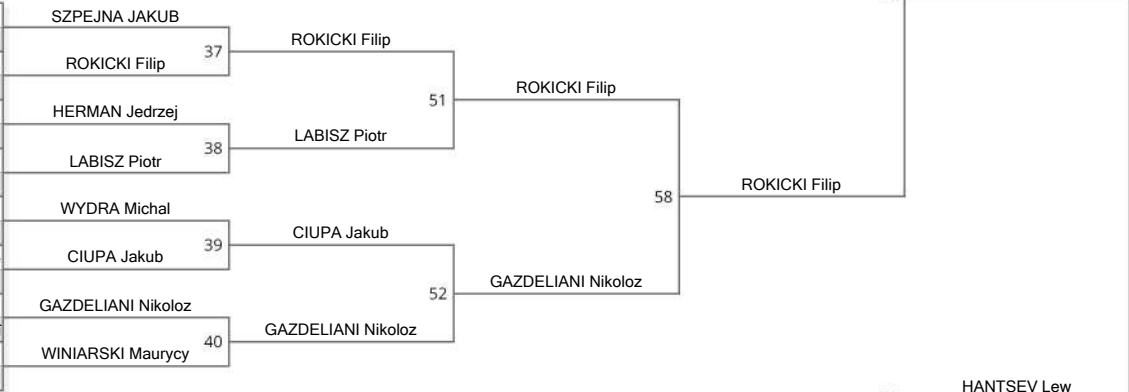 SZPEJNA JAKUB
37
ROKICKI Filip
ROKICKI Filip
51
ROKICKI Filip
HERMAN Jedrzej
38
LABISZ Piotr
LABISZ Piotr
58
ROKICKI Filip
WYDRA Michal
39
CIUPA Jakub
CIUPA Jakub
52
GAZDELIANI Nikoloz
GAZDELIANI Nikoloz
40
GAZDELIANI Nikoloz
WINIARSKI Maurycy
HANTSEV Lew